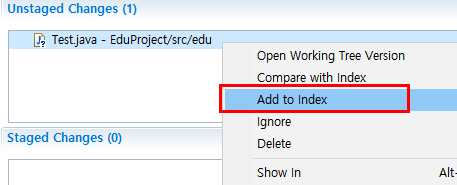 Unstaged Changes (1)
Test.java - EduProject/src/edu
Open Working Tree Version
Compare with Index
Add to Index
Ignore
Delete
Staged Changes (0)
Show In Alt-